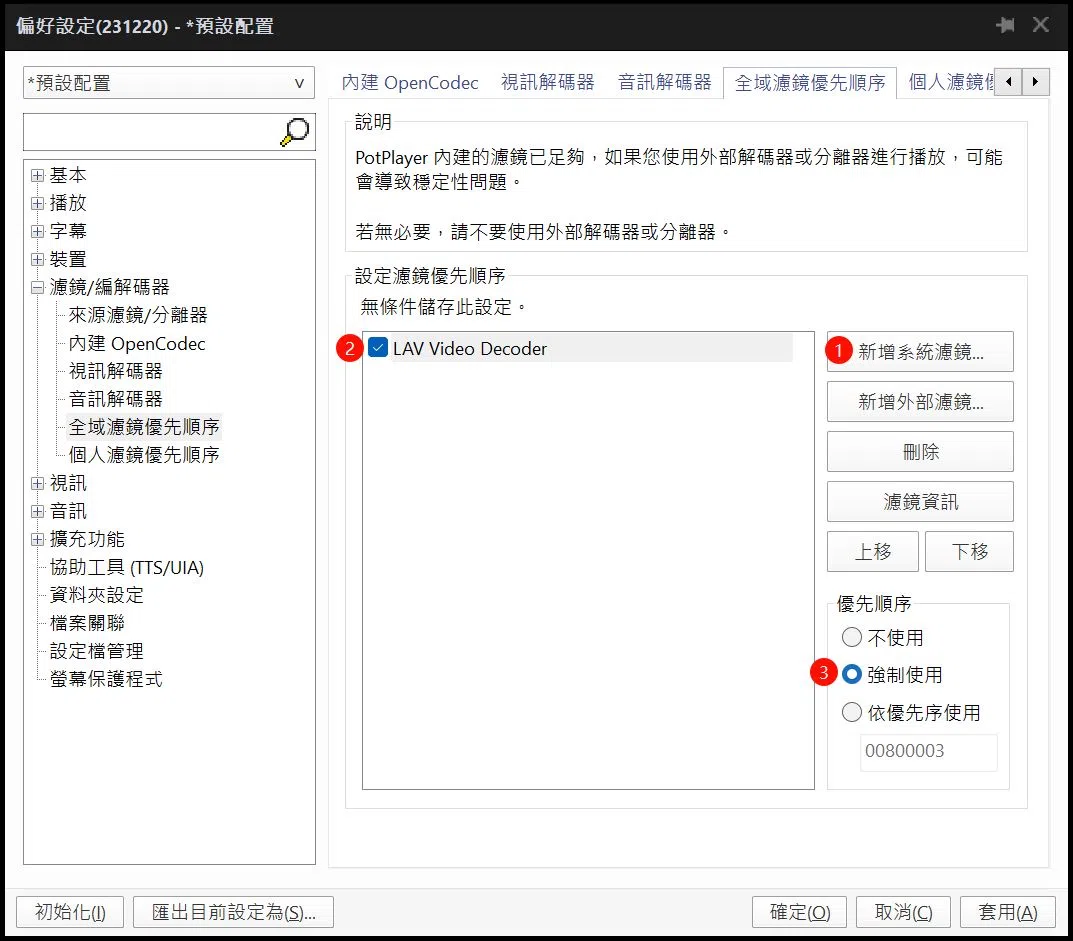 偏好設定(231220) - *預設配置
*預設配置
基本
播放
字幕
裝置
濾鏡/編解碼器
來源濾鏡/分離器
內建 OpenCodec
視訊解碼器
音訊解碼器
全域濾鏡優先順序
個人濾鏡優先順序
視訊
音訊
擴充功能
協助工具 (TTS/UIA)
資料夾設定
檔案關聯
設定檔管理
螢幕保護程式
內建 OpenCodec 視訊解碼器 音訊解碼器 全域濾鏡優先順序 個人濾鏡
說明
PotPlayer 內建的濾鏡已足夠，如果您使用外部解碼器或分離器進行播放，可能
會導致穩定性問題。
若無必要，請不要使用外部解碼器或分離器。
設定濾鏡優先順序
無條件儲存此設定。
2 LAV Video Decoder
1 新增系統濾鏡...
新增外部濾鏡...
刪除
濾鏡資訊
上移 下移
優先順序
不使用
3 強制使用
依優先序使用
00800003
初始化(I) 匯出目前設定為(S)... 確定(O) 取消(C) 套用(A)